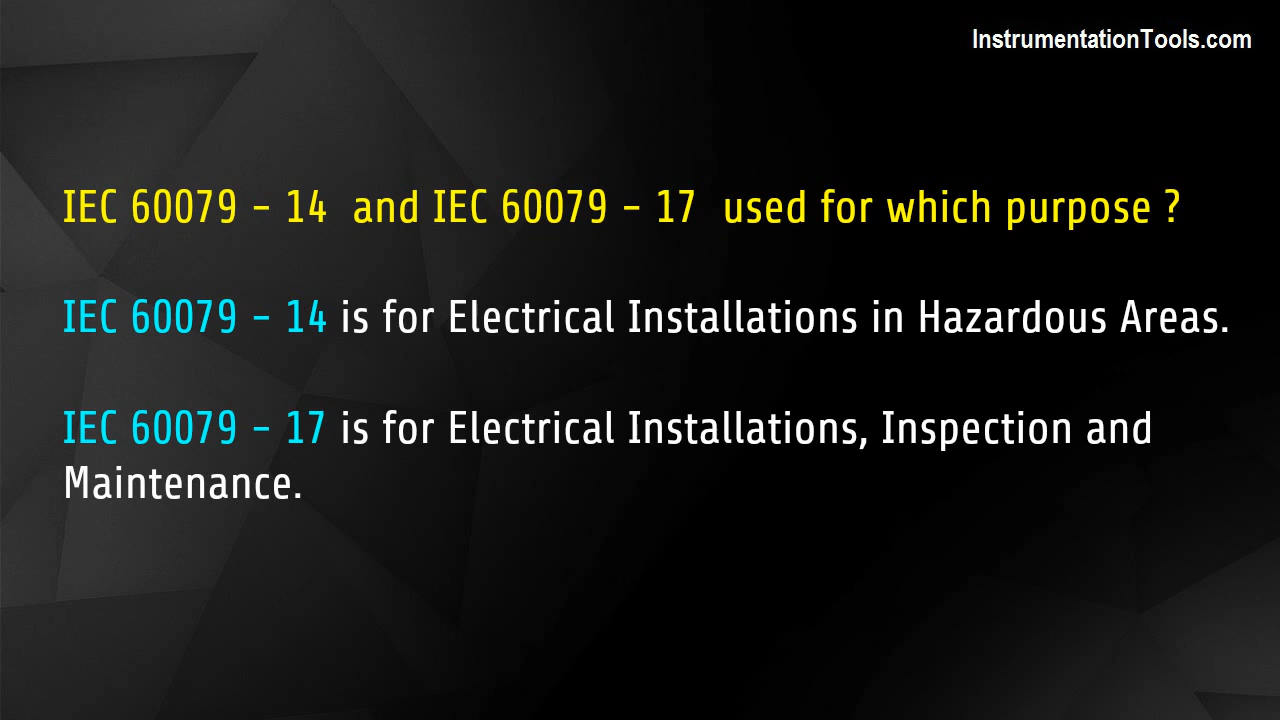 InstrumentationTools.com
IEC 60079 - 14 and IEC 60079 - 17 used for which purpose ?
IEC 60079 - 14 is for Electrical Installations in Hazardous Areas.
IEC 60079 - 17 is for Electrical Installations, Inspection and
Maintenance.